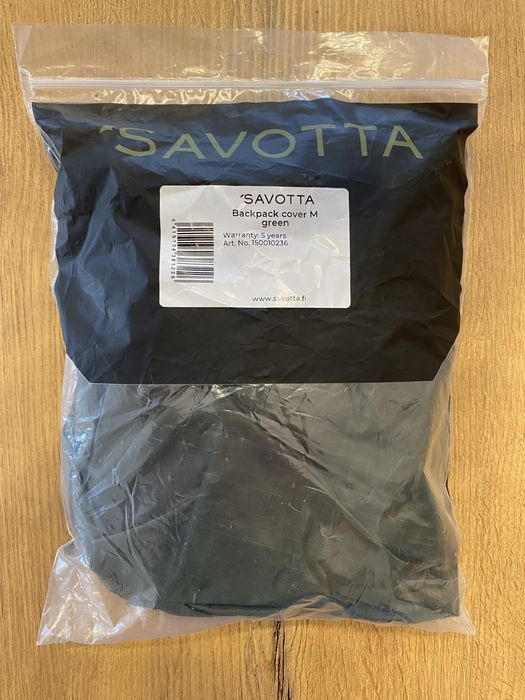 SAVOTTA
SAVOTTA
Backpack cover M
green
Warranty: 5 years
Art. No. 150010236
www.savotta.fi